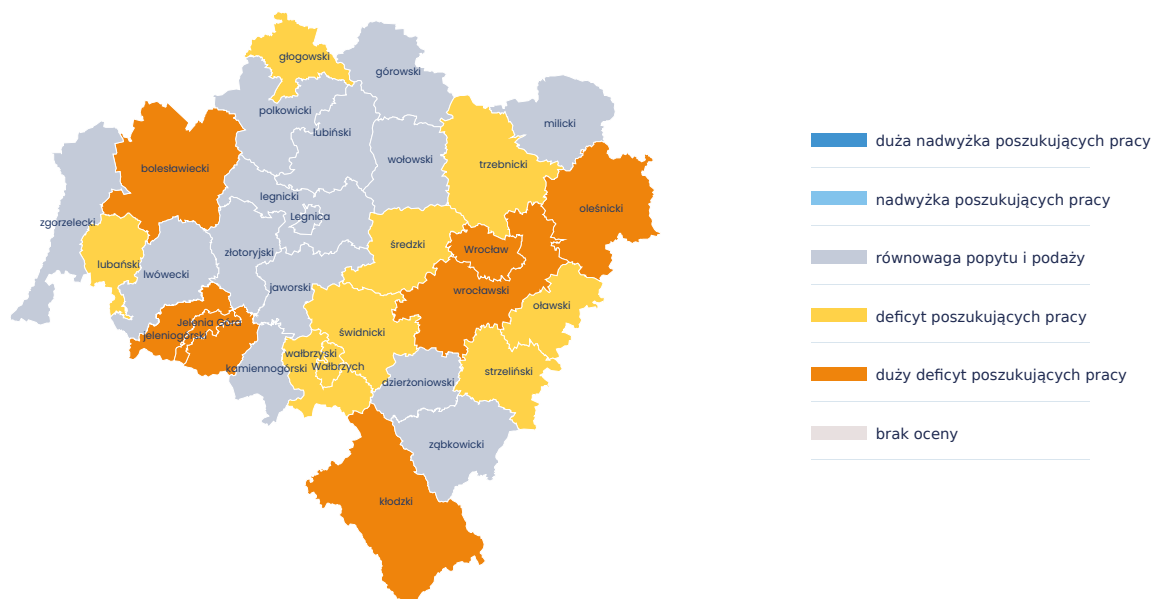 głogowski
górowski
polkowicki
lubiński
milicki
wołowski
trzebnicki
bolesławiecki
legnicki
Legnica
oleśnicki
zgorzelecki
złotoryjski
średzki
Wrocław
lubański
lwówecki
jaworski
wrocławski
oławski
Jelenia Góra
jeleniogórski
świdnicki
wałbrzyski
Wałbrzych
kamiennogórski
dzierżoniowski
strzeliński
ząbkowicki
kłodzki
duża nadwyżka poszukujących pracy
nadwyżka poszukujących pracy
równowaga popytu i podaży
deficyt poszukujących pracy
duży deficyt poszukujących pracy
brak oceny